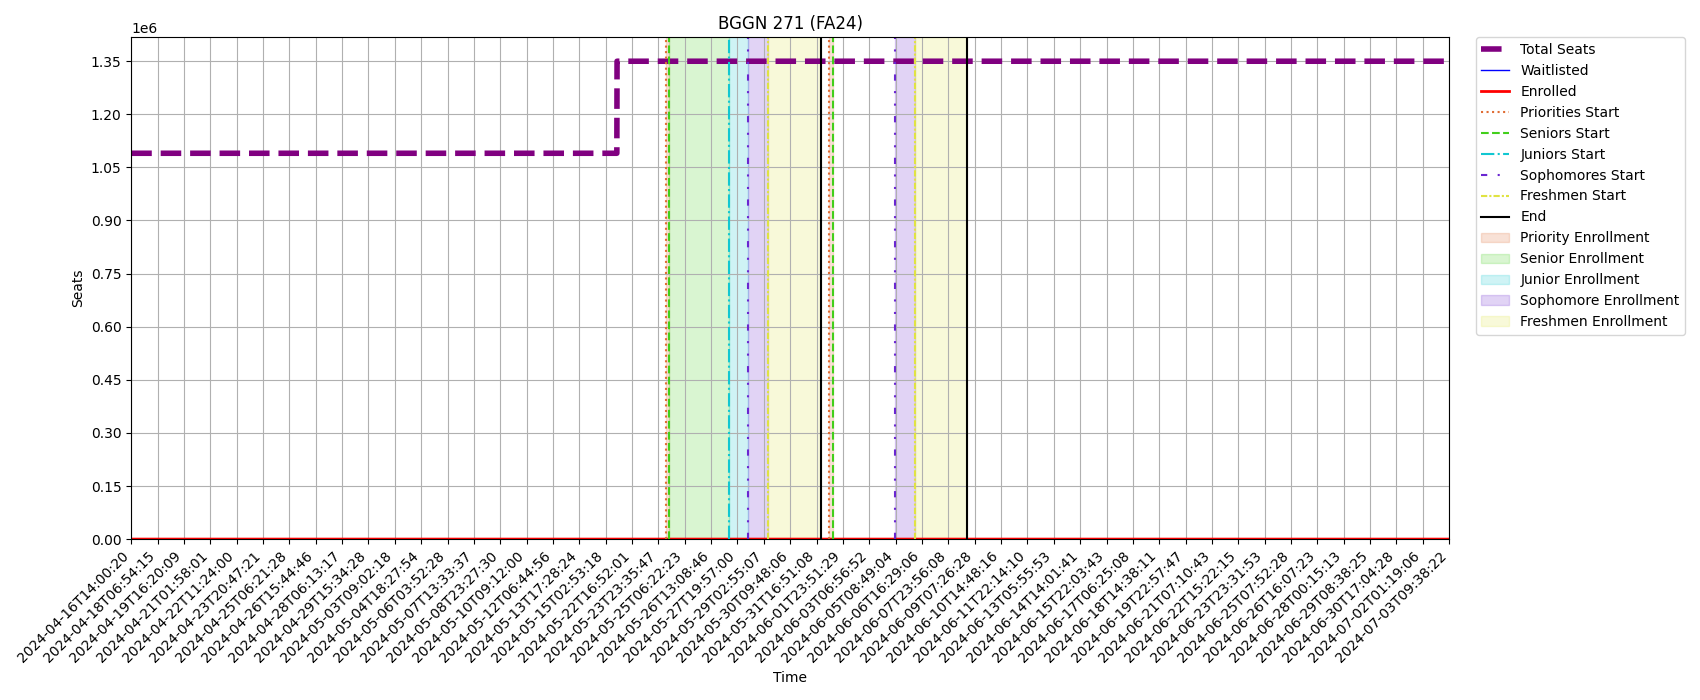 BGGN 271 (FA24)
1e6
1.35
1.20
1.05
0.90
0.75
0.60
0.45
0.30
0.15
0.00
Seats
2024-04-16T14:00:20
2024-04-18T06:54:15
2024-04-19T16:20:09
2024-04-21T01:58:01
2024-04-22T11:24:00
2024-04-23T20:47:21
2024-04-25T06:21:28
2024-04-26T15:44:46
2024-04-28T06:13:17
2024-04-29T15:34:28
2024-05-03T09:02:18
2024-05-04T18:27:54
2024-05-06T03:52:28
2024-05-07T13:33:37
2024-05-08T23:27:30
2024-05-10T09:12:00
2024-05-12T06:44:56
2024-05-13T17:28:24
2024-05-15T02:53:18
2024-05-22T16:52:01
2024-05-23T23:35:47
2024-05-25T06:22:23
2024-05-26T13:08:46
2024-05-27T19:57:00
2024-05-29T02:55:07
2024-05-30T09:48:06
2024-05-31T16:51:08
2024-06-01T23:51:29
2024-06-03T06:56:52
2024-06-05T08:49:04
2024-06-06T16:29:06
2024-06-07T23:56:08
2024-06-09T07:26:28
2024-06-10T14:48:16
2024-06-11T22:14:10
2024-06-13T05:55:53
2024-06-14T14:01:41
2024-06-15T22:03:43
2024-06-17T06:25:08
2024-06-18T14:38:11
2024-06-19T22:57:47
2024-06-21T07:10:43
2024-06-22T15:22:15
2024-06-23T23:31:53
2024-06-25T07:52:28
2024-06-26T16:07:23
2024-06-28T00:15:13
2024-06-29T08:38:25
2024-06-30T17:04:28
2024-07-02T01:19:06
2024-07-03T09:38:22
Time
Total Seats
Waitlisted
Enrolled
Priorities Start
Seniors Start
Juniors Start
Sophomores Start
Freshmen Start
End
Priority Enrollment
Senior Enrollment
Junior Enrollment
Sophomore Enrollment
Freshmen Enrollment